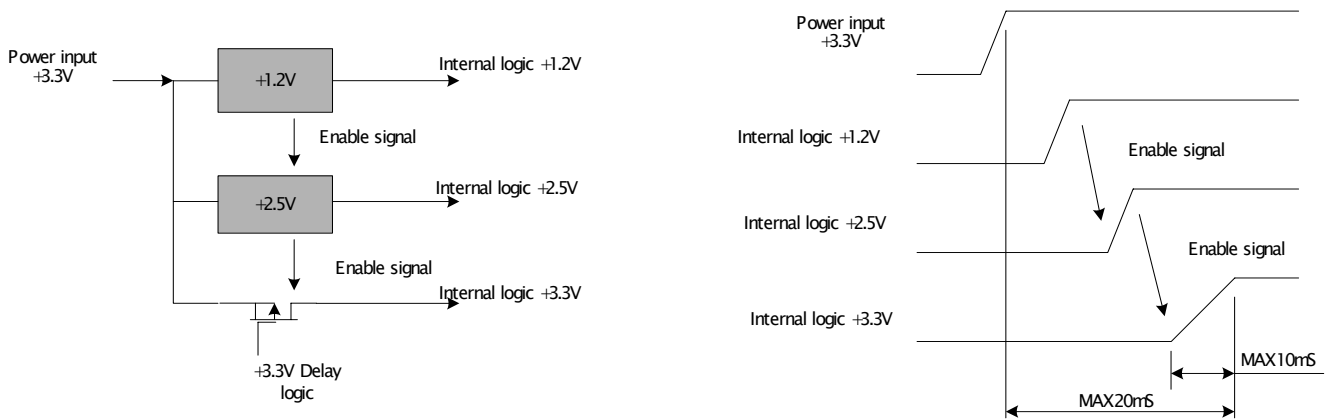 Power input
+3.3V
+1.2V
Internal logic +1.2V
Enable signal
+2.5V
Internal logic +2.5V
Enable signal
Internal logic +3.3V
+3.3V Delay
logic
Power input
+3.3V
Internal logic +1.2V
Enable signal
Internal logic +2.5V
Enable signal
Internal logic +3.3V
MAX10mS
MAX20mS